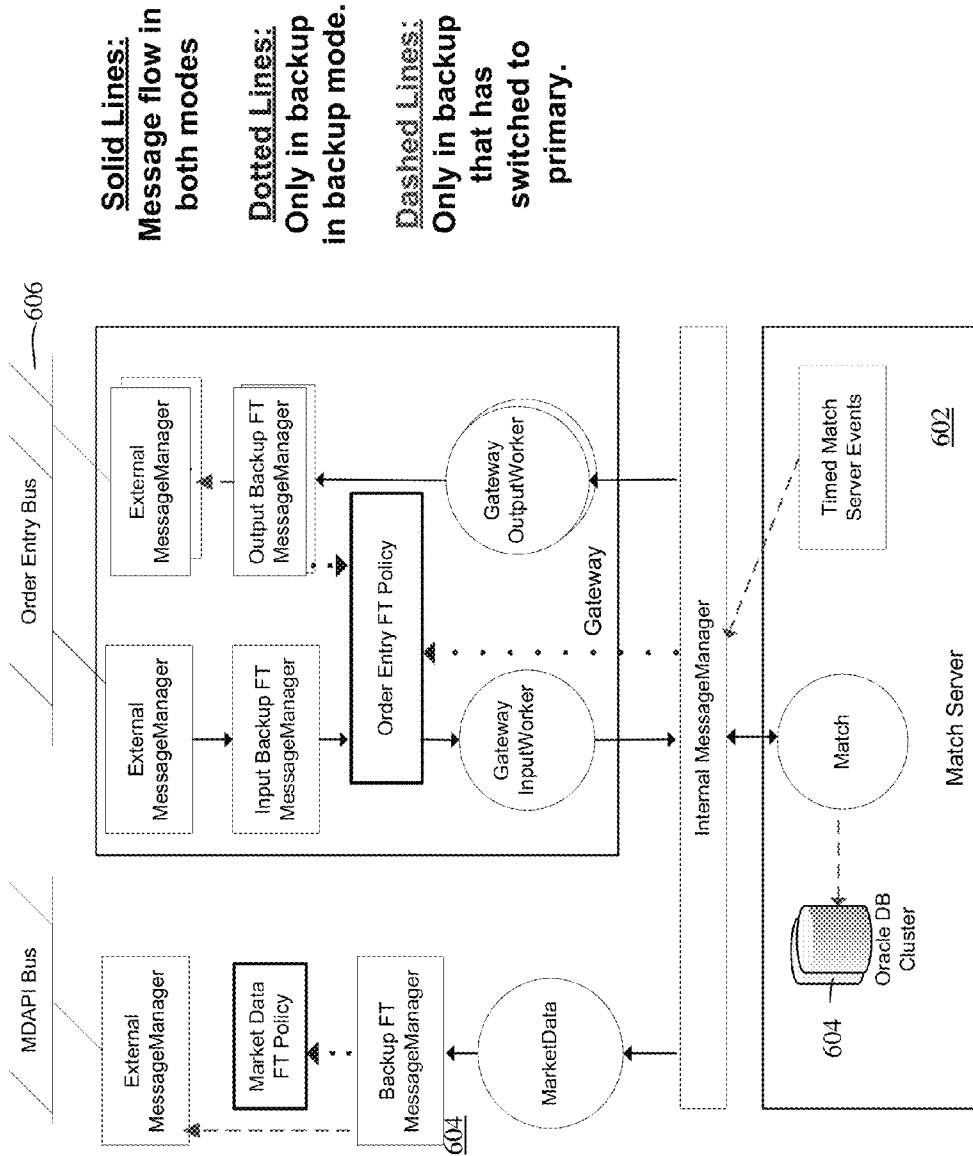 MDAPI Bus
Order Entry Bus
606
External
MessageManager
External
MessageManager
External
MessageManager
Market Data
FT Policy
Input Backup FT
MessageManager
Output Backup FT
MessageManager
Backup FT
MessageManager
604
Order Entry FT Policy
MarketData
Gateway
InputWorker
Gateway
OutputWorker
Gateway
Internal MessageManager
Oracle DB
Cluster
604
Match
Timed Match
Server Events
602
Match Server
Solid Lines:
Message flow in
both modes
Dotted Lines:
Only in backup
in backup mode.
Dashed Lines:
Only in backup
that has
switched to
primary.